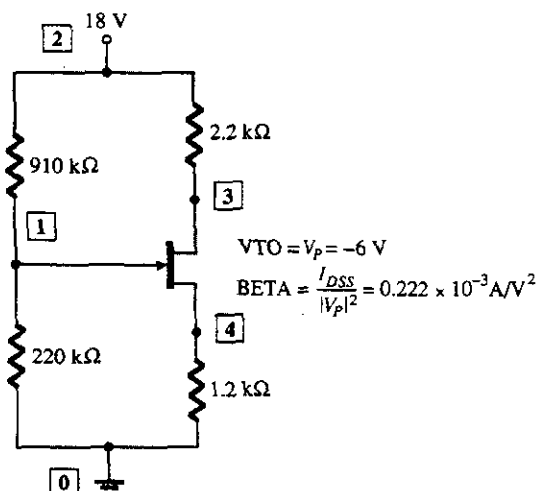 18 V
2
2.2 kΩ
910 kΩ
3
1
VTO = V_P = −6 V
BETA = I_DSS / |V_P|² = 0.222 × 10⁻³ A/V²
4
220 kΩ
1.2 kΩ
0